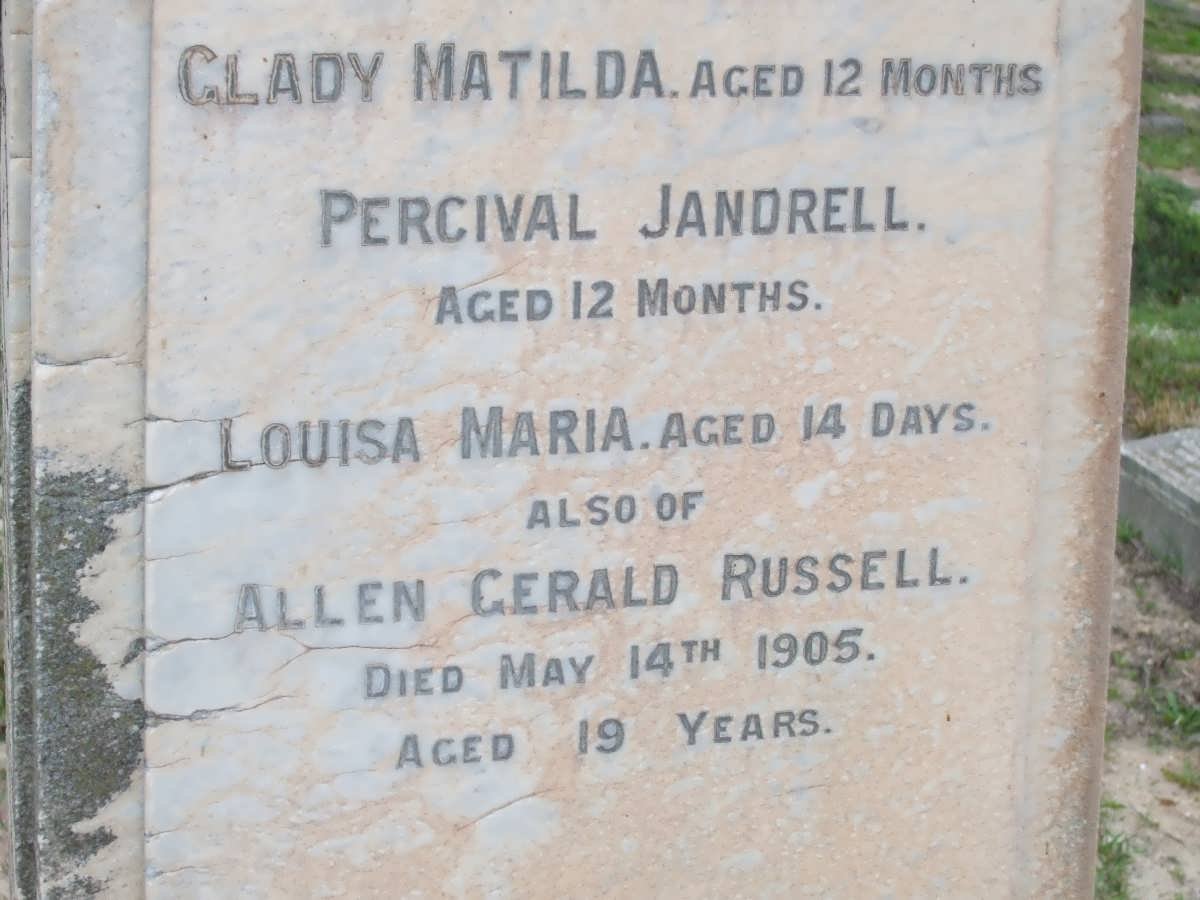 GLADY MATILDA. AGED 12 MONTHS
PERCIVAL JANDRELL.
AGED 12 MONTHS.
LOUISA MARIA. AGED 14 DAYS.
ALSO OF
ALLEN GERALD RUSSELL.
DIED MAY 14TH 1905.
AGED 19 YEARS.